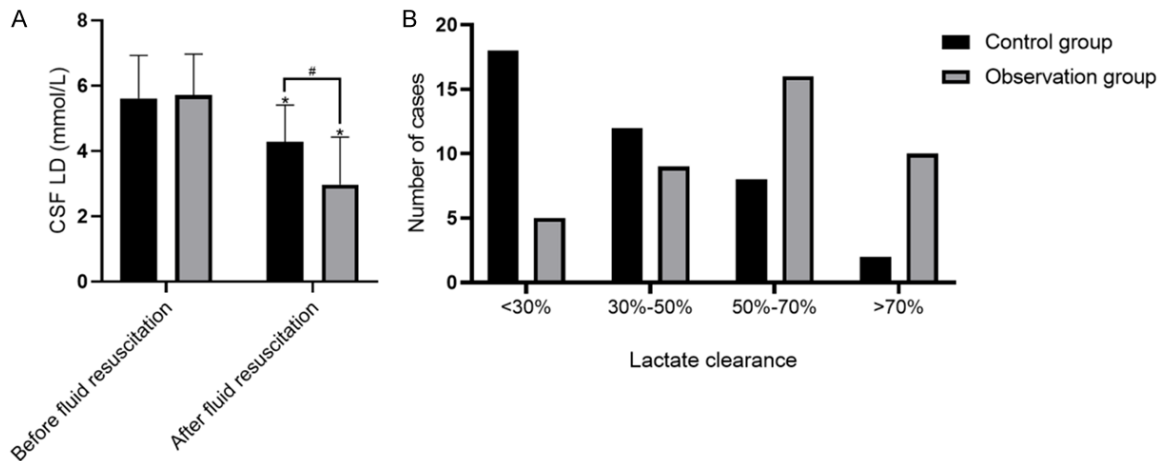 A
CSF LD (mmol/L)
8
6
4
2
0
*
#
*
Before fluid resuscitation
After fluid resuscitation
B
Number of cases
20
15
10
5
0
<30%
30%-50%
50%-70%
>70%
Lactate clearance
Control group
Observation group